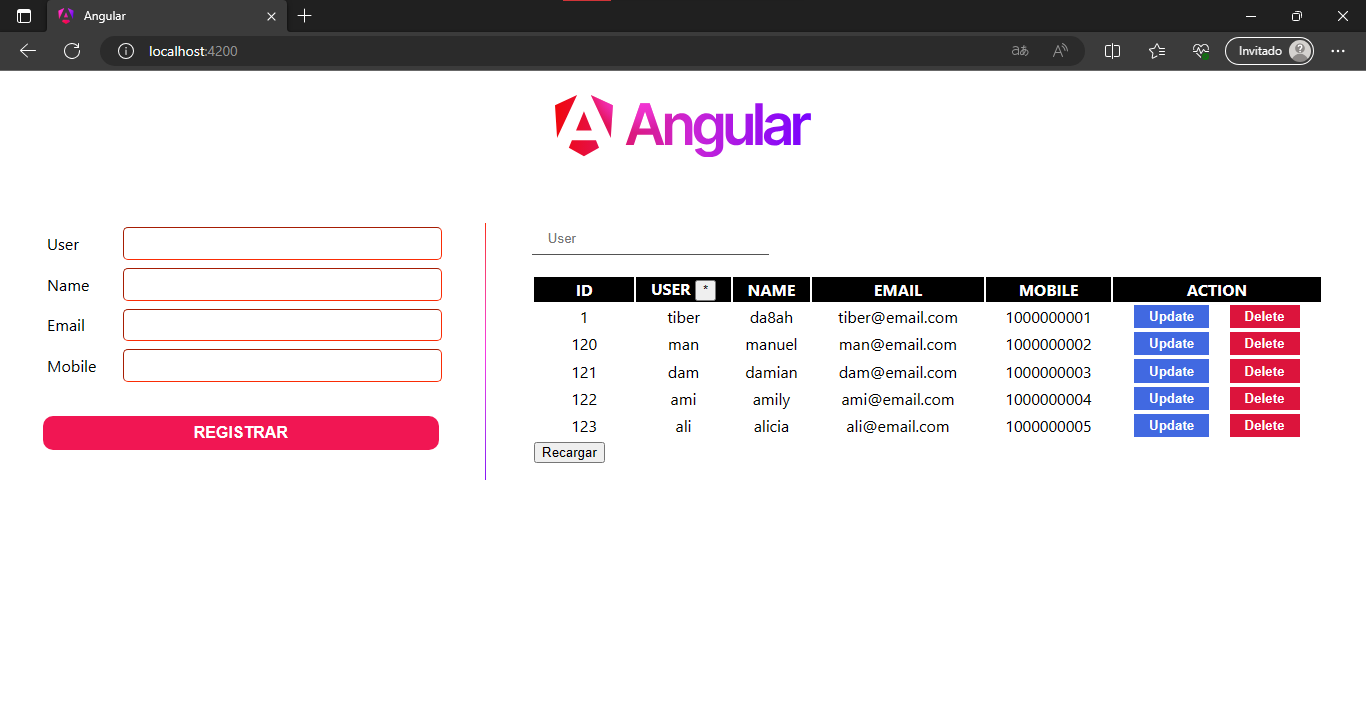 Angular
localhost:4200
aあ
A
Invitado
Angular
User
Name
Email
Mobile
REGISTRAR
User
ID USER * NAME EMAIL MOBILE ACTION
1 tiber da8ah tiber@email.com 1000000001 Update Delete
120 man manuel man@email.com 1000000002 Update Delete
121 dam damian dam@email.com 1000000003 Update Delete
122 ami amily ami@email.com 1000000004 Update Delete
123 ali alicia ali@email.com 1000000005 Update Delete
Recargar